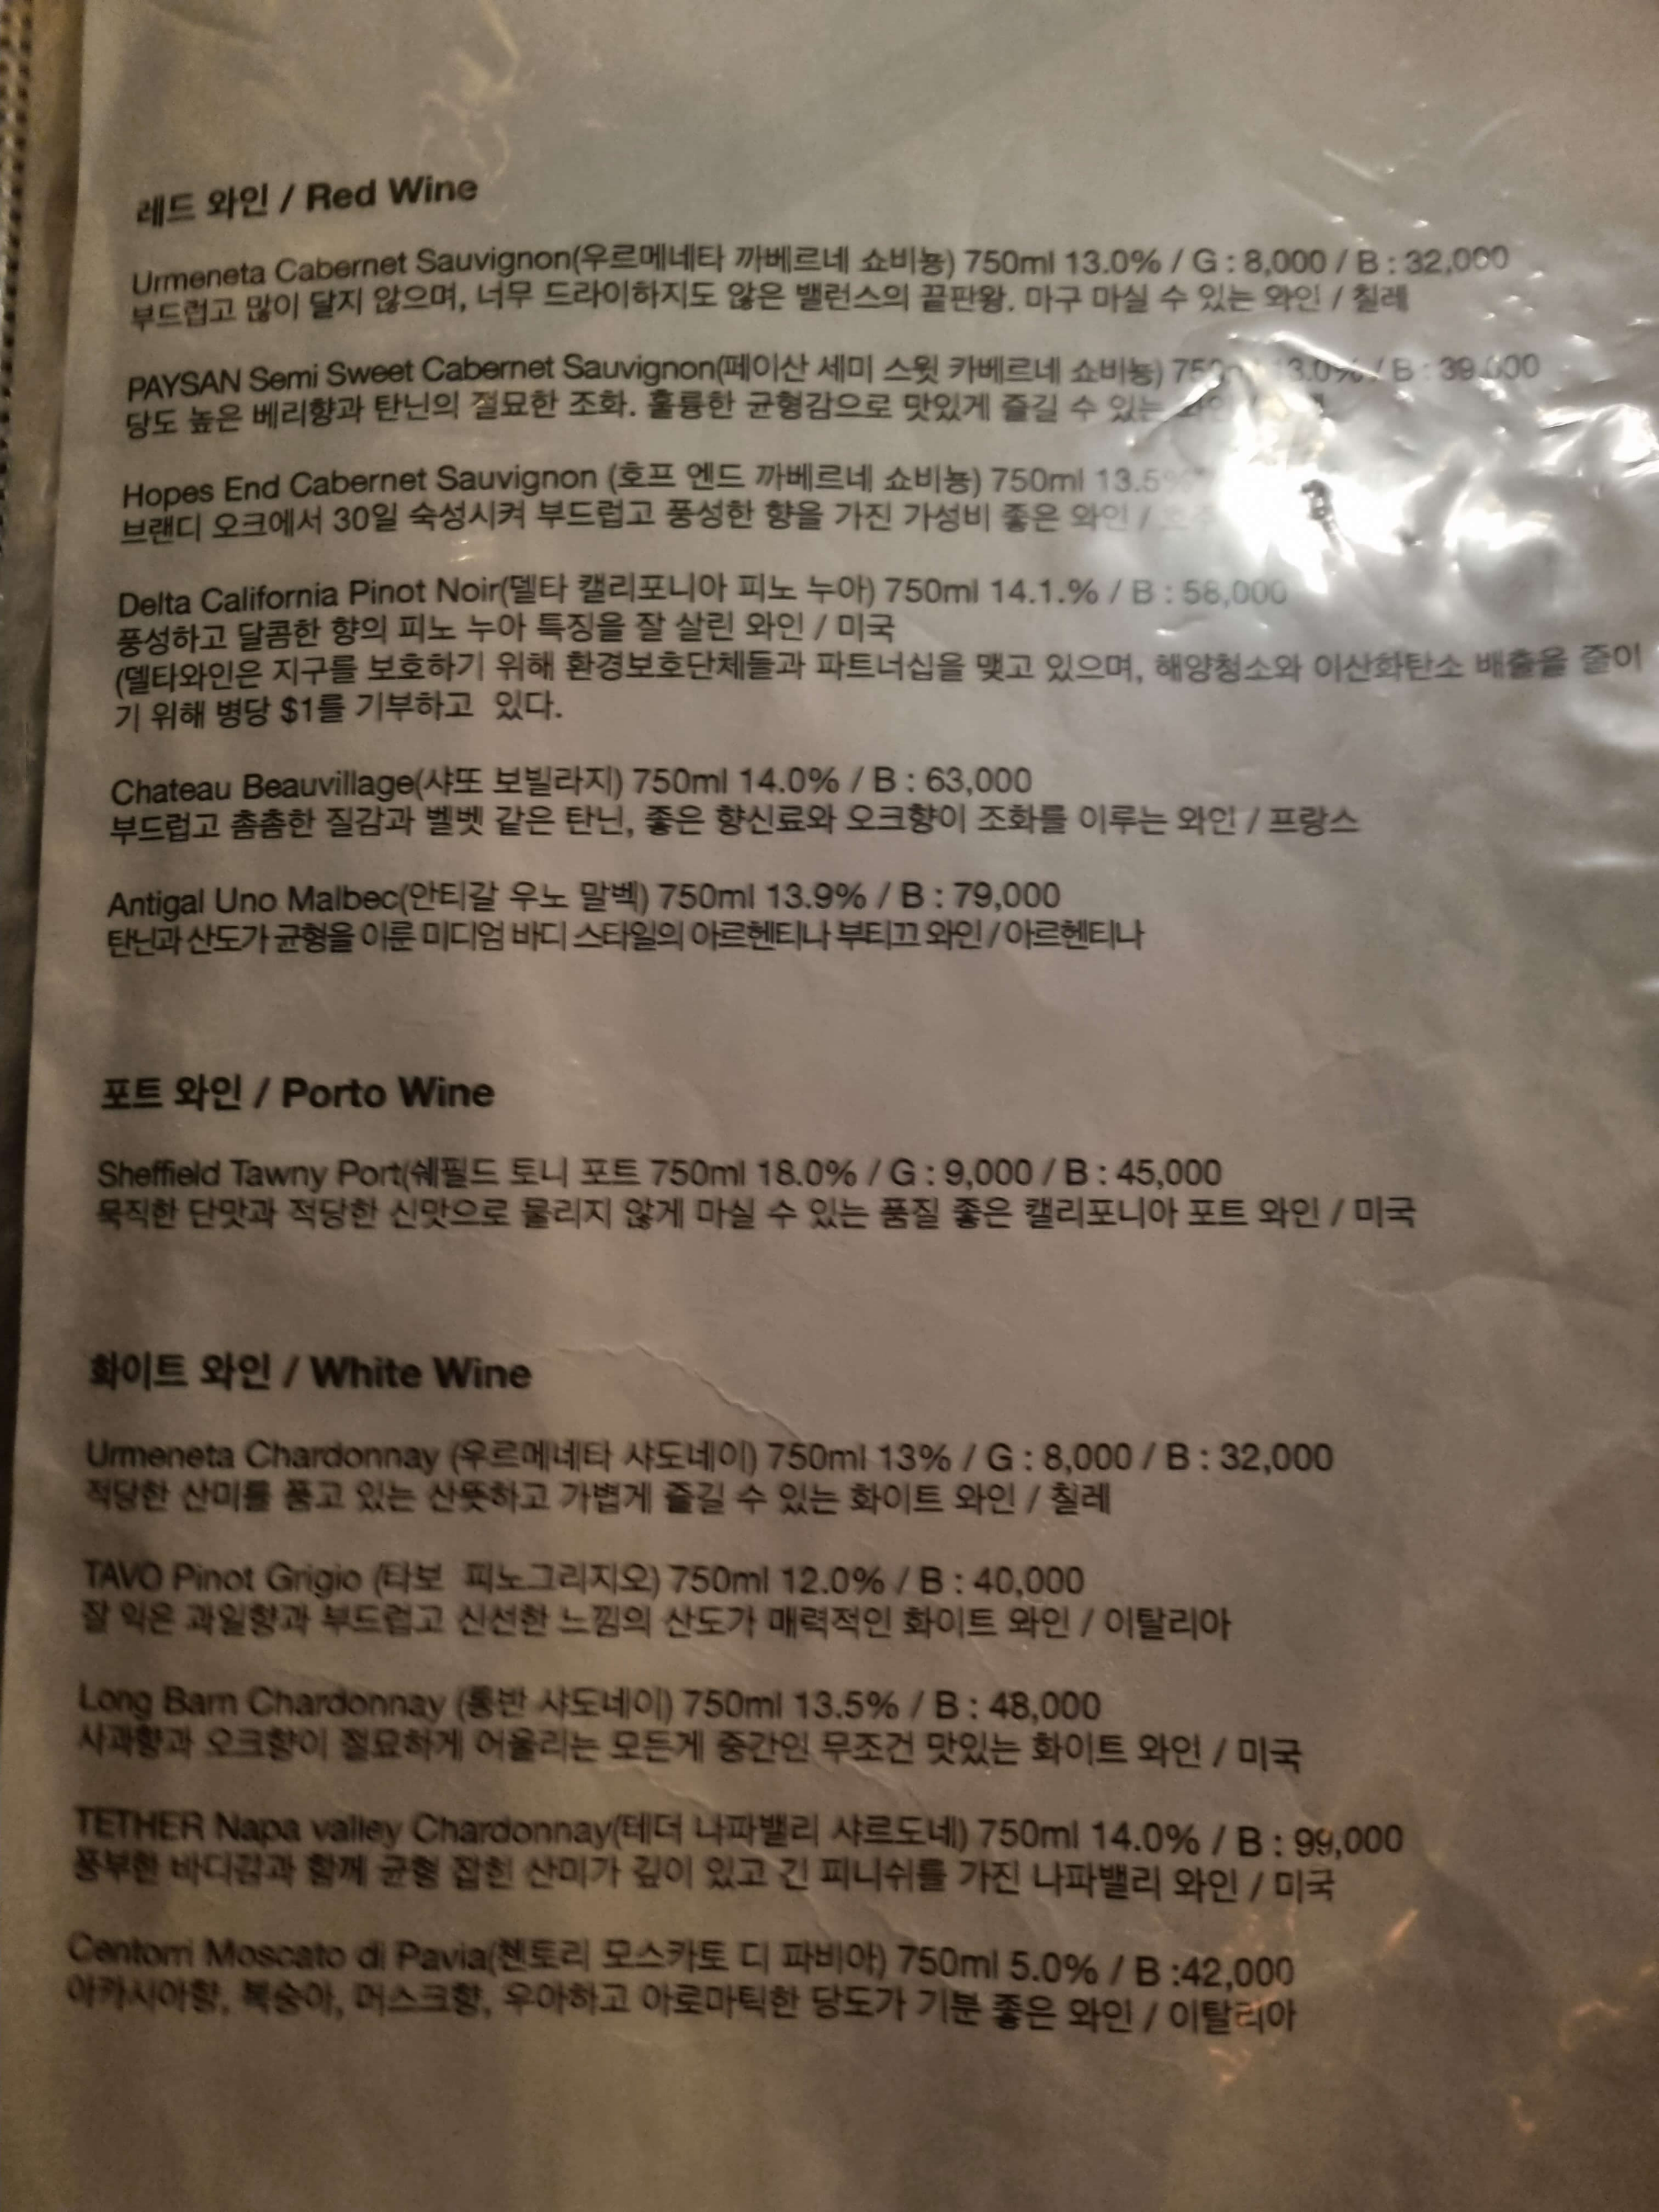 레드 와인 / Red Wine
Urmeneta Cabernet Sauvignon(우르메네타 까베르네 쇼비뇽) 750ml 13.0% / G : 8,000 / B : 32,000
부드럽고 많이 달지 않으며, 너무 드라이하지도 않은 밸런스의 끝판왕. 마구 마실 수 있는 와인 / 칠레
PAYSAN Semi Sweet Cabernet Sauvignon(페이산 세미 스윗 카베르네 쇼비뇽) 13.0% / B : 39,000
당도 높은 베리향과 탄닌의 절묘한 조화. 훌륭한 균형감으로 맛있게 즐길 수 있는
Hopes End Cabernet Sauvignon (호프 엔드 까베르네 쇼비뇽) 750ml 13.5%
브랜디 오크에서 30일 숙성시켜 부드럽고 풍성한 향을 가진 가성비 좋은 와인 /
Delta California Pinot Noir(델타 캘리포니아 피노 누아) 750ml 14.1.% / B : 58,000
풍성하고 달콤한 향의 피노 누아 특징을 잘 살린 와인 / 미국
(델타와인은 지구를 보호하기 위해 환경보호단체들과 파트너십을 맺고 있으며, 해양청소와 이산화탄소 배출을 줄이
기 위해 병당 $1를 기부하고 있다.
Chateau Beauvillage(샤또 보빌라지) 750ml 14.0% / B : 63,000
부드럽고 촘촘한 질감과 벨벳 같은 탄닌, 좋은 향신료와 오크향이 조화를 이루는 와인 / 프랑스
Antigal Uno Malbec(안티갈 우노 말벡) 750ml 13.9% / B : 79,000
탄닌과 산도가 균형을 이룬 미디엄 바디 스타일의 아르헨티나 부티끄 와인 / 아르헨티나
포트 와인 / Porto Wine
Sheffield Tawny Port(쉐필드 토니 포트 750ml 18.0% / G : 9,000 / B : 45,000
묵직한 단맛과 적당한 신맛으로 물리지 않게 마실 수 있는 품질 좋은 캘리포니아 포트 와인 / 미국
화이트 와인 / White Wine
Urmeneta Chardonnay (우르메네타 샤도네이) 750ml 13% / G : 8,000 / B : 32,000
적당한 산미를 품고 있는 산뜻하고 가볍게 즐길 수 있는 화이트 와인 / 칠레
TAVO Pinot Grigio (타보 피노그리지오) 750ml 12.0% / B : 40,000
잘 익은 과일향과 부드럽고 신선한 느낌의 산도가 매력적인 화이트 와인 / 이탈리아
Long Barn Chardonnay (롱반 샤도네이) 750ml 13.5% / B : 48,000
사과향과 오크향이 절묘하게 어울리는 모든게 중간인 무조건 맛있는 화이트 와인 / 미국
TETHER Napa valley Chardonnay(테더 나파밸리 샤르도네) 750ml 14.0% / B : 99,000
풍부한 바디감과 함께 균형 잡힌 산미가 깊이 있고 긴 피니쉬를 가진 나파밸리 와인 / 미국
Centorri Moscato di Pavia(첸토리 모스카토 디 파비아) 750ml 5.0% / B :42,000
아카시아향, 복숭아, 머스크향, 우아하고 아로마틱한 당도가 기분 좋은 와인 / 이탈리아